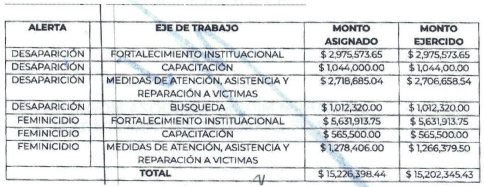 ALERTA EJE DE TRABAJO MONTO ASIGNADO MONTO EJERCIDO
DESAPARICIÓN FORTALECIMIENTO INSTITUCIONAL $ 2,975,573.65 $ 2,975,573.65
DESAPARICIÓN CAPACITACIÓN $ 1,044,000.00 $ 1,044,00.00
DESAPARICIÓN MEDIDAS DE ATENCIÓN, ASISTENCIA Y $ 2,718,685.04 $ 2,706,658.54
REPARACIÓN A VICTIMAS
DESAPARICIÓN BUSQUEDA $ 1,012,320.00 $ 1,012,320.00
FEMINICIDIO FORTALECIMIENTO INSTITUCIONAL $ 5,631,913.75 $ 5,631,913.75
FEMINICIDIO CAPACITACIÓN $ 565,500.00 $ 565,500.00
FEMINICIDIO MEDIDAS DE ATENCIÓN, ASISTENCIA Y $ 1,278,406.00 $ 1,266,379.50
REPARACIÓN A VICTIMAS
TOTAL $ 15,226,398.44 $ 15,202,345.43